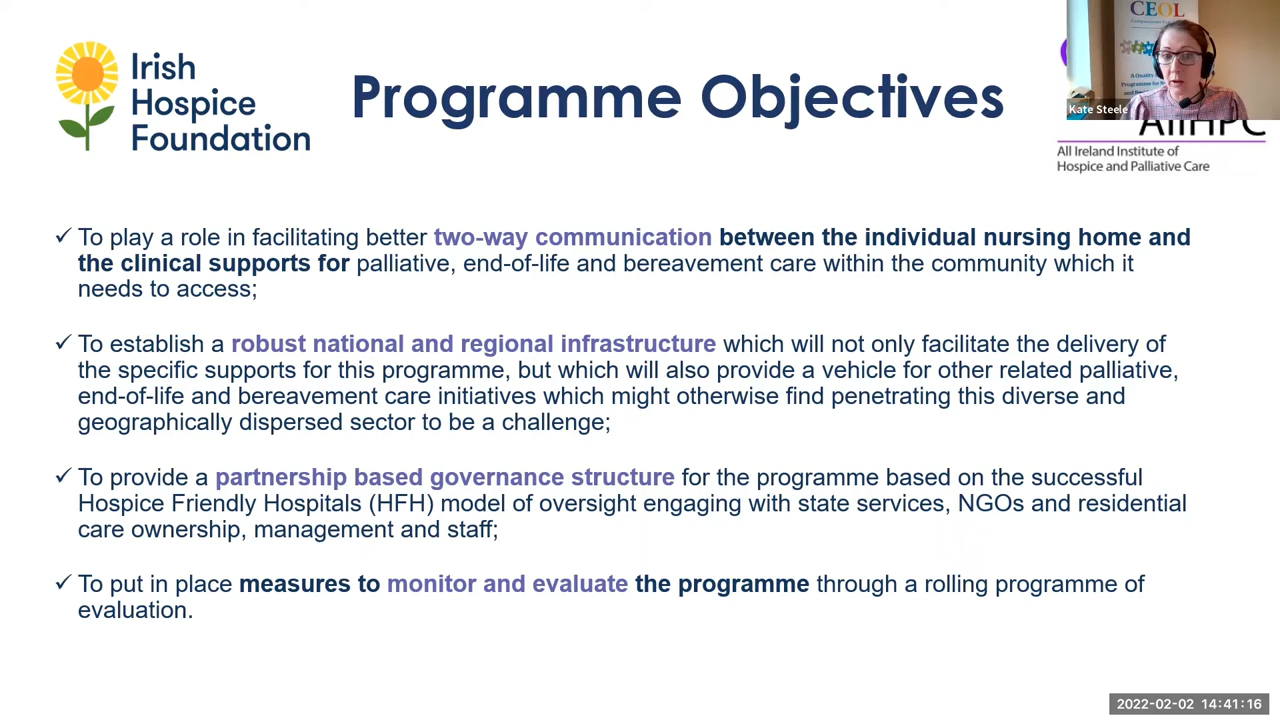 Irish
Hospice
Foundation
Programme Objectives
CEOL
Kate Steele
AIIHPC
All Ireland Institute of
Hospice and Palliative Care
✓ To play a role in facilitating better two-way communication between the individual nursing home and
the clinical supports for palliative, end-of-life and bereavement care within the community which it
needs to access;
✓ To establish a robust national and regional infrastructure which will not only facilitate the delivery of
the specific supports for this programme, but which will also provide a vehicle for other related palliative,
end-of-life and bereavement care initiatives which might otherwise find penetrating this diverse and
geographically dispersed sector to be a challenge;
✓ To provide a partnership based governance structure for the programme based on the successful
Hospice Friendly Hospitals (HFH) model of oversight engaging with state services, NGOs and residential
care ownership, management and staff;
✓ To put in place measures to monitor and evaluate the programme through a rolling programme of
evaluation.
2022-02-02 14:41:16